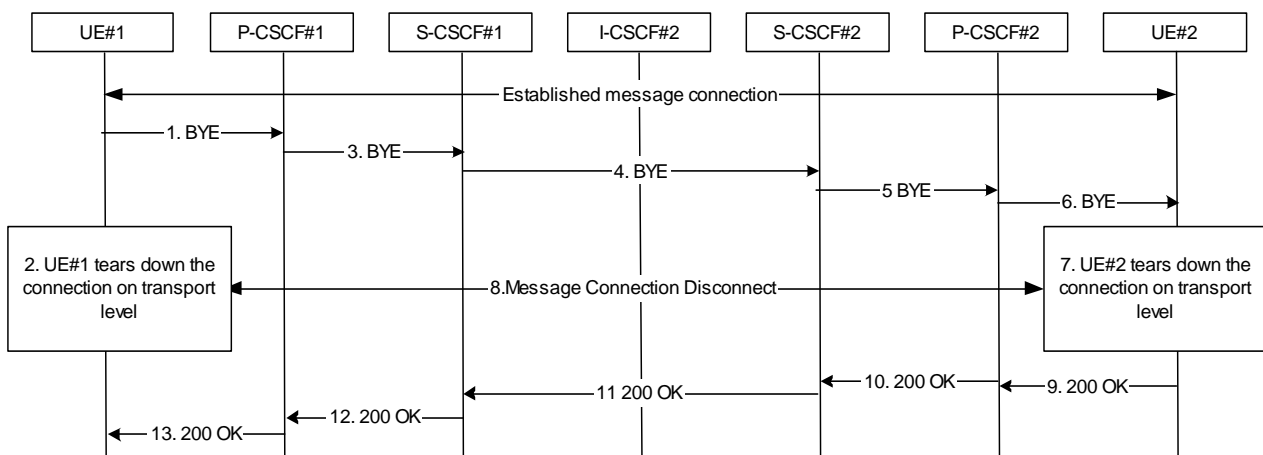 UE#1
P-CSCF#1
S-CSCF#1
I-CSCF#2
S-CSCF#2
P-CSCF#2
UE#2
Established message connection
1. BYE
3. BYE
4. BYE
5 BYE
6. BYE
2. UE#1 tears down the
connection on transport
level
8.Message Connection Disconnect
7. UE#2 tears down the
connection on transport
level
9. 200 OK
10. 200 OK
11 200 OK
12. 200 OK
13. 200 OK